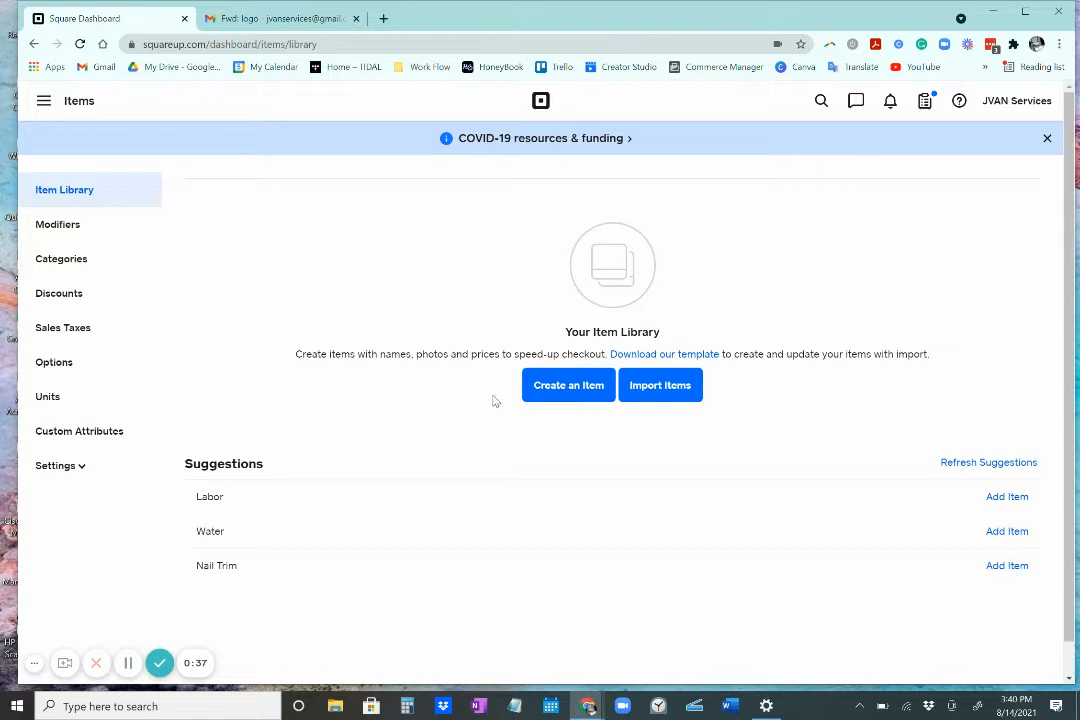 Square Dashboard
Fwd: logo - jvanservices@gmail.c
squareup.com/dashboard/items/library
Apps
Gmail
My Drive - Google...
My Calendar
Home – TIDAL
Work Flow
HoneyBook
Trello
Creator Studio
Commerce Manager
Canva
Translate
YouTube
»
Reading list
Items
JVAN Services
COVID-19 resources & funding >
Item Library
Modifiers
Categories
Discounts
Sales Taxes
Options
Units
Custom Attributes
Settings
Your Item Library
Create items with names, photos and prices to speed-up checkout. Download our template to create and update your items with import.
Create an Item
Import Items
Suggestions
Refresh Suggestions
Labor
Add Item
Water
Add Item
Nail Trim
Add Item
0:37
Type here to search
3:40 PM
8/14/2021